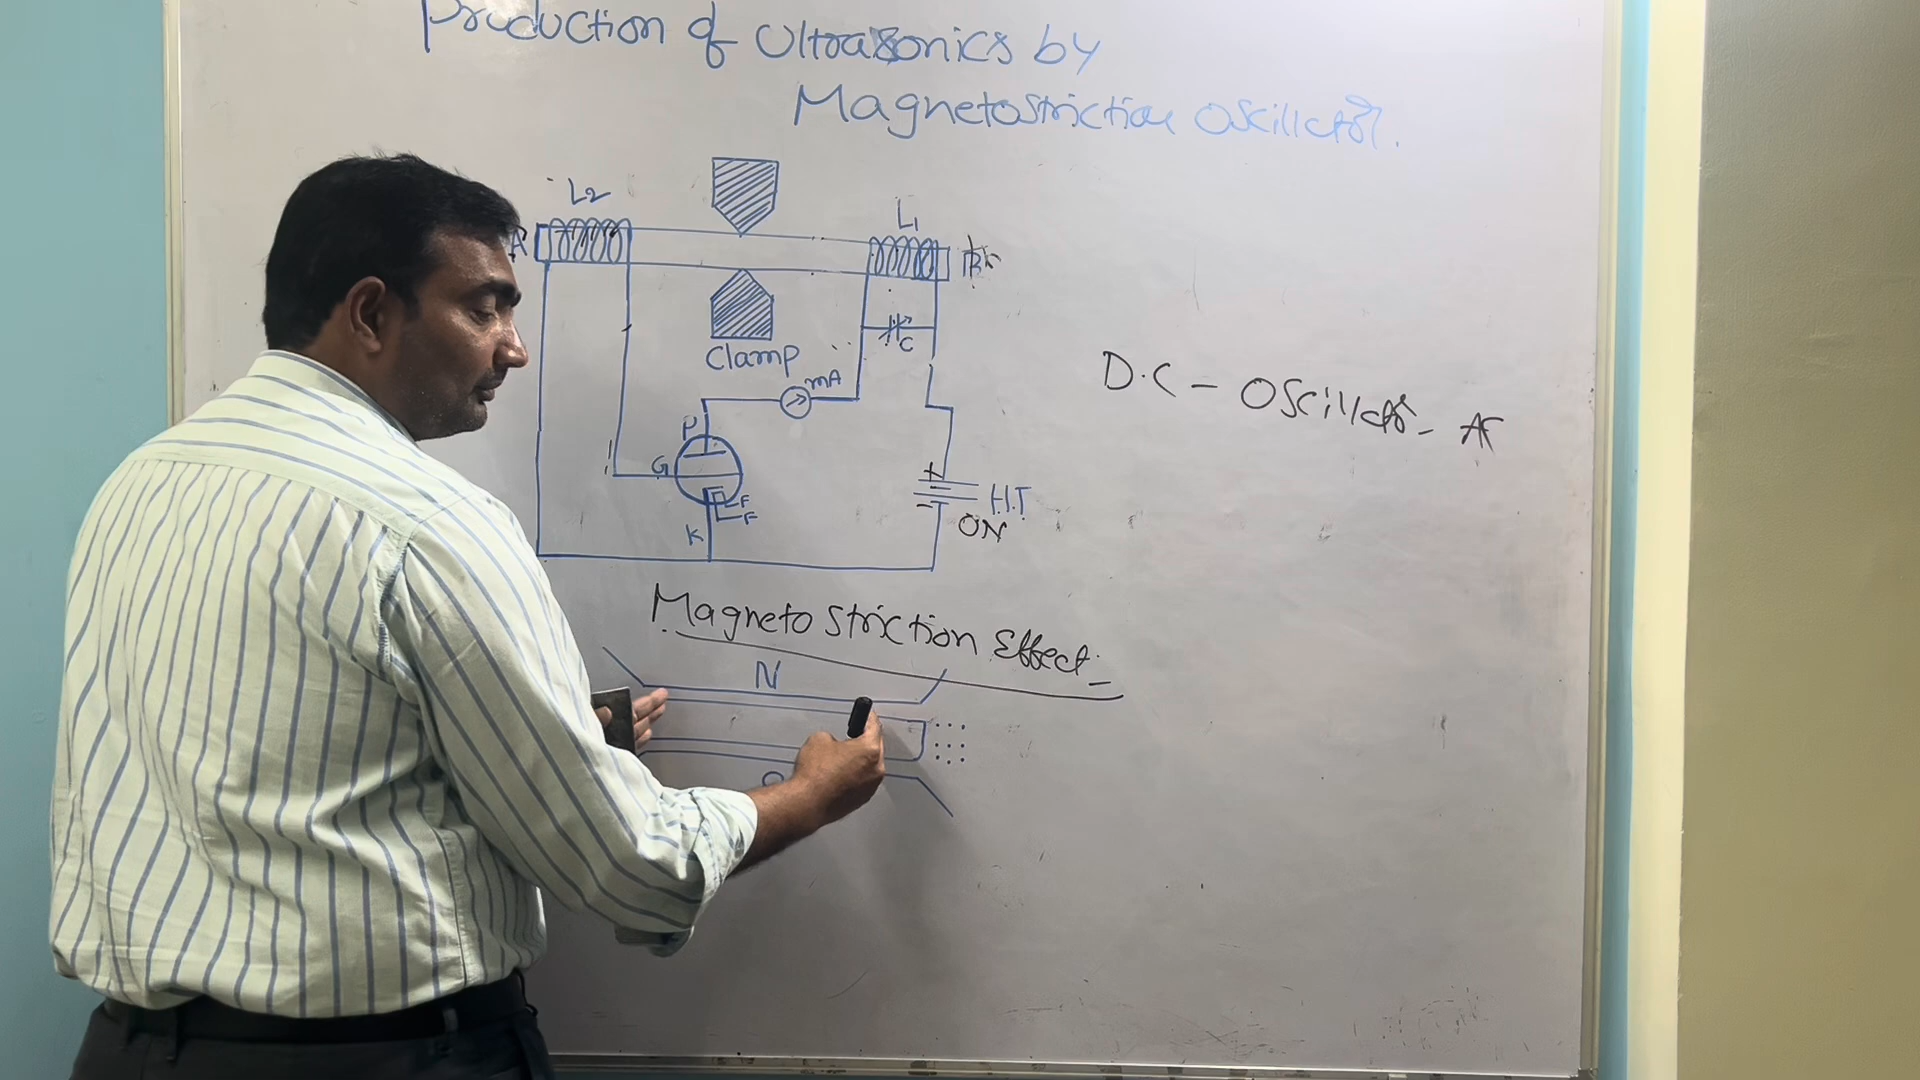 Production of Ultrasonics by
Magnetostriction Oscillator.
L2
L1
A
B
C
Clamp
mA
P
G
F
F
K
+
-
H.T
ON
D.C - Oscillator - AC
Magneto Striction Effect
N